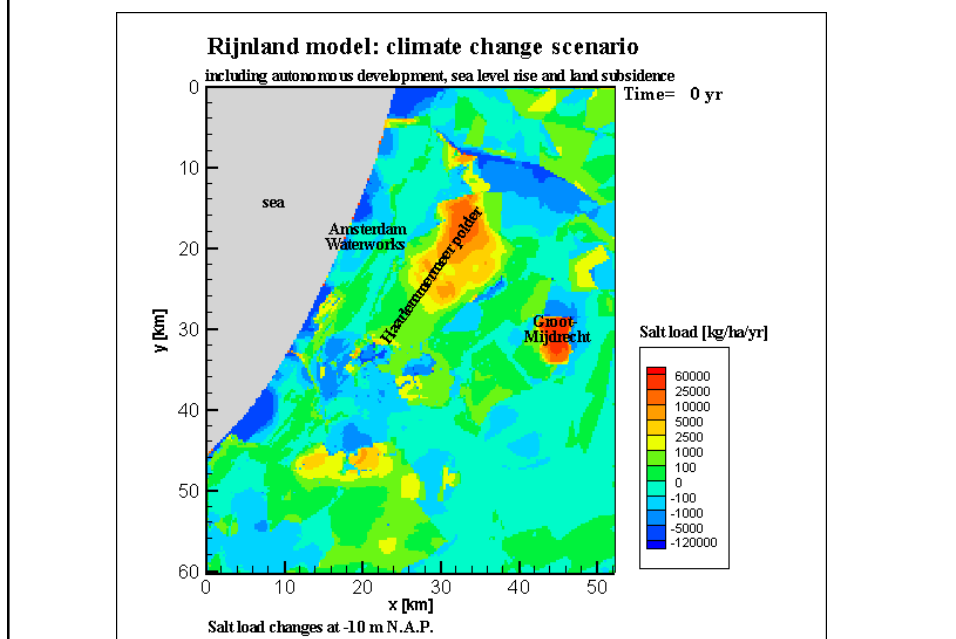 Rijnland model: climate change scenario
including autonomous development, sea level rise and land subsidence
Time= 0 yr
0
10
20
30
40
50
60
y [km]
sea
Amsterdam
Waterworks
Haarlemmermeer polder
Groot-
Mijdrecht
0 10 20 30 40 50
x [km]
Salt load changes at -10 m N.A.P.
Salt load [kg/ha/yr]
60000
25000
10000
5000
2500
1000
100
0
-100
-1000
-5000
-120000